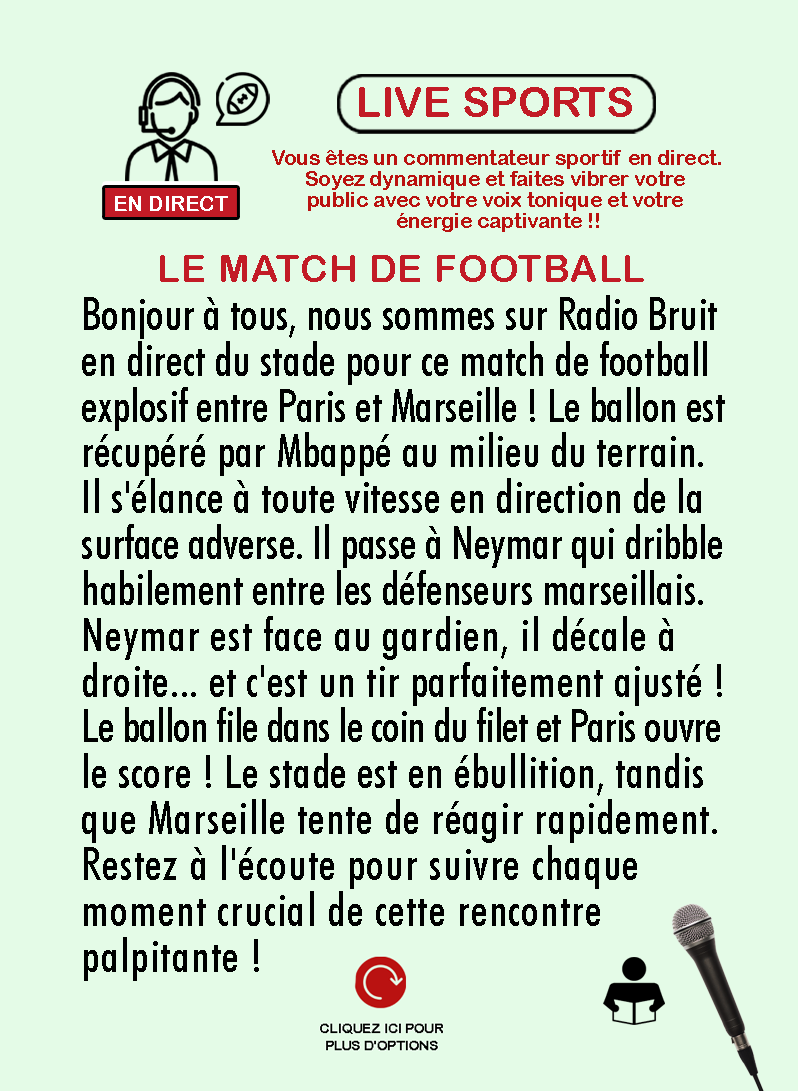 LIVE SPORTS
Vous êtes un commentateur sportif en direct.
Soyez dynamique et faites vibrer votre
public avec votre voix tonique et votre
énergie captivante !!
EN DIRECT
LE MATCH DE FOOTBALL
Bonjour à tous, nous sommes sur Radio Bruit
en direct du stade pour ce match de football
explosif entre Paris et Marseille ! Le ballon est
récupéré par Mbappé au milieu du terrain.
Il s'élance à toute vitesse en direction de la
surface adverse. Il passe à Neymar qui dribble
habilement entre les défenseurs marseillais.
Neymar est face au gardien, il décale à
droite... et c'est un tir parfaitement ajusté !
Le ballon file dans le coin du filet et Paris ouvre
le score ! Le stade est en ébullition, tandis
que Marseille tente de réagir rapidement.
Restez à l'écoute pour suivre chaque
moment crucial de cette rencontre
palpitante !
CLIQUEZ ICI POUR
PLUS D'OPTIONS